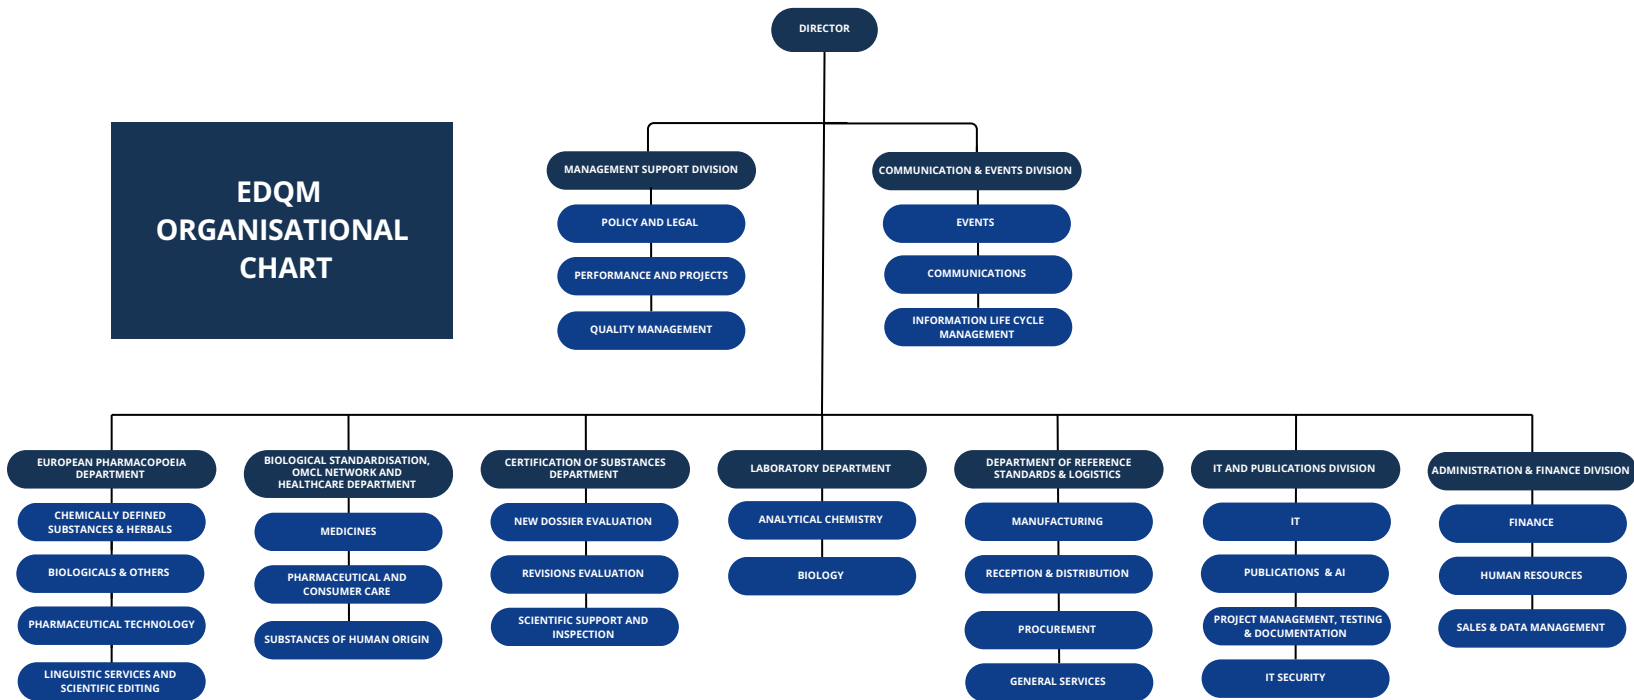 DIRECTOR
EDQM
ORGANISATIONAL
CHART
MANAGEMENT SUPPORT DIVISION
POLICY AND LEGAL
PERFORMANCE AND PROJECTS
QUALITY MANAGEMENT
COMMUNICATION & EVENTS DIVISION
EVENTS
COMMUNICATIONS
INFORMATION LIFE CYCLE
MANAGEMENT
EUROPEAN PHARMACOPOEIA
DEPARTMENT
CHEMICALLY DEFINED
SUBSTANCES & HERBALS
BIOLOGICALS & OTHERS
PHARMACEUTICAL TECHNOLOGY
LINGUISTIC SERVICES AND
SCIENTIFIC EDITING
BIOLOGICAL STANDARDISATION,
OMCL NETWORK AND
HEALTHCARE DEPARTMENT
MEDICINES
PHARMACEUTICAL AND
CONSUMER CARE
SUBSTANCES OF HUMAN ORIGIN
CERTIFICATION OF SUBSTANCES
DEPARTMENT
NEW DOSSIER EVALUATION
REVISIONS EVALUATION
SCIENTIFIC SUPPORT AND
INSPECTION
LABORATORY DEPARTMENT
ANALYTICAL CHEMISTRY
BIOLOGY
DEPARTMENT OF REFERENCE
STANDARDS & LOGISTICS
MANUFACTURING
RECEPTION & DISTRIBUTION
PROCUREMENT
GENERAL SERVICES
IT AND PUBLICATIONS DIVISION
IT
PUBLICATIONS & AI
PROJECT MANAGEMENT, TESTING
& DOCUMENTATION
IT SECURITY
ADMINISTRATION & FINANCE DIVISION
FINANCE
HUMAN RESOURCES
SALES & DATA MANAGEMENT